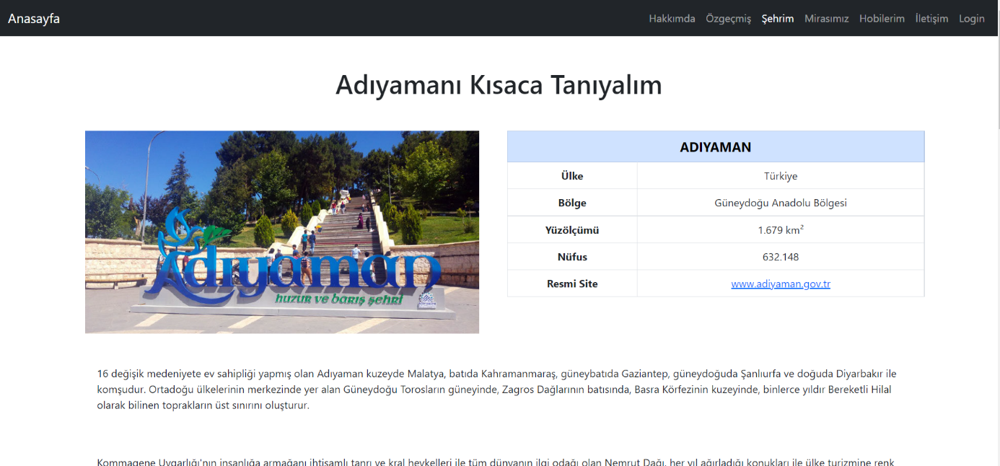 Anasayfa
Hakkımda Özgeçmiş Şehrim Mirasımız Hobilerim İletişim Login
Adıyamanı Kısaca Tanıyalım
Adıyaman
huzur ve barış şehri
ADIYAMAN
ADIYAMAN
Ülke Türkiye
Bölge Güneydoğu Anadolu Bölgesi
Yüzölçümü 1.679 km²
Nüfus 632.148
Resmi Site www.adiyaman.gov.tr
16 değişik medeniyete ev sahipliği yapmış olan Adıyaman kuzeyde Malatya, batıda Kahramanmaraş, güneybatıda Gaziantep, güneydoğuda Şanlıurfa ve doğuda Diyarbakır ile
komşudur. Ortadoğu ülkelerinin merkezinde yer alan Güneydoğu Torosların güneyinde, Zagros Dağlarının batısında, Basra Körfezinin kuzeyinde, binlerce yıldır Bereketli Hilal
olarak bilinen toprakların üst sınırını oluşturur.
Kommagene Uygarlığı'nın insanlığa armağanı ihtişamlı tanrı ve kral heykelleri ile tüm dünyanın ilgi odağı olan Nemrut Dağı, her yıl ağırladığı konukları ile ülke turizmine renk